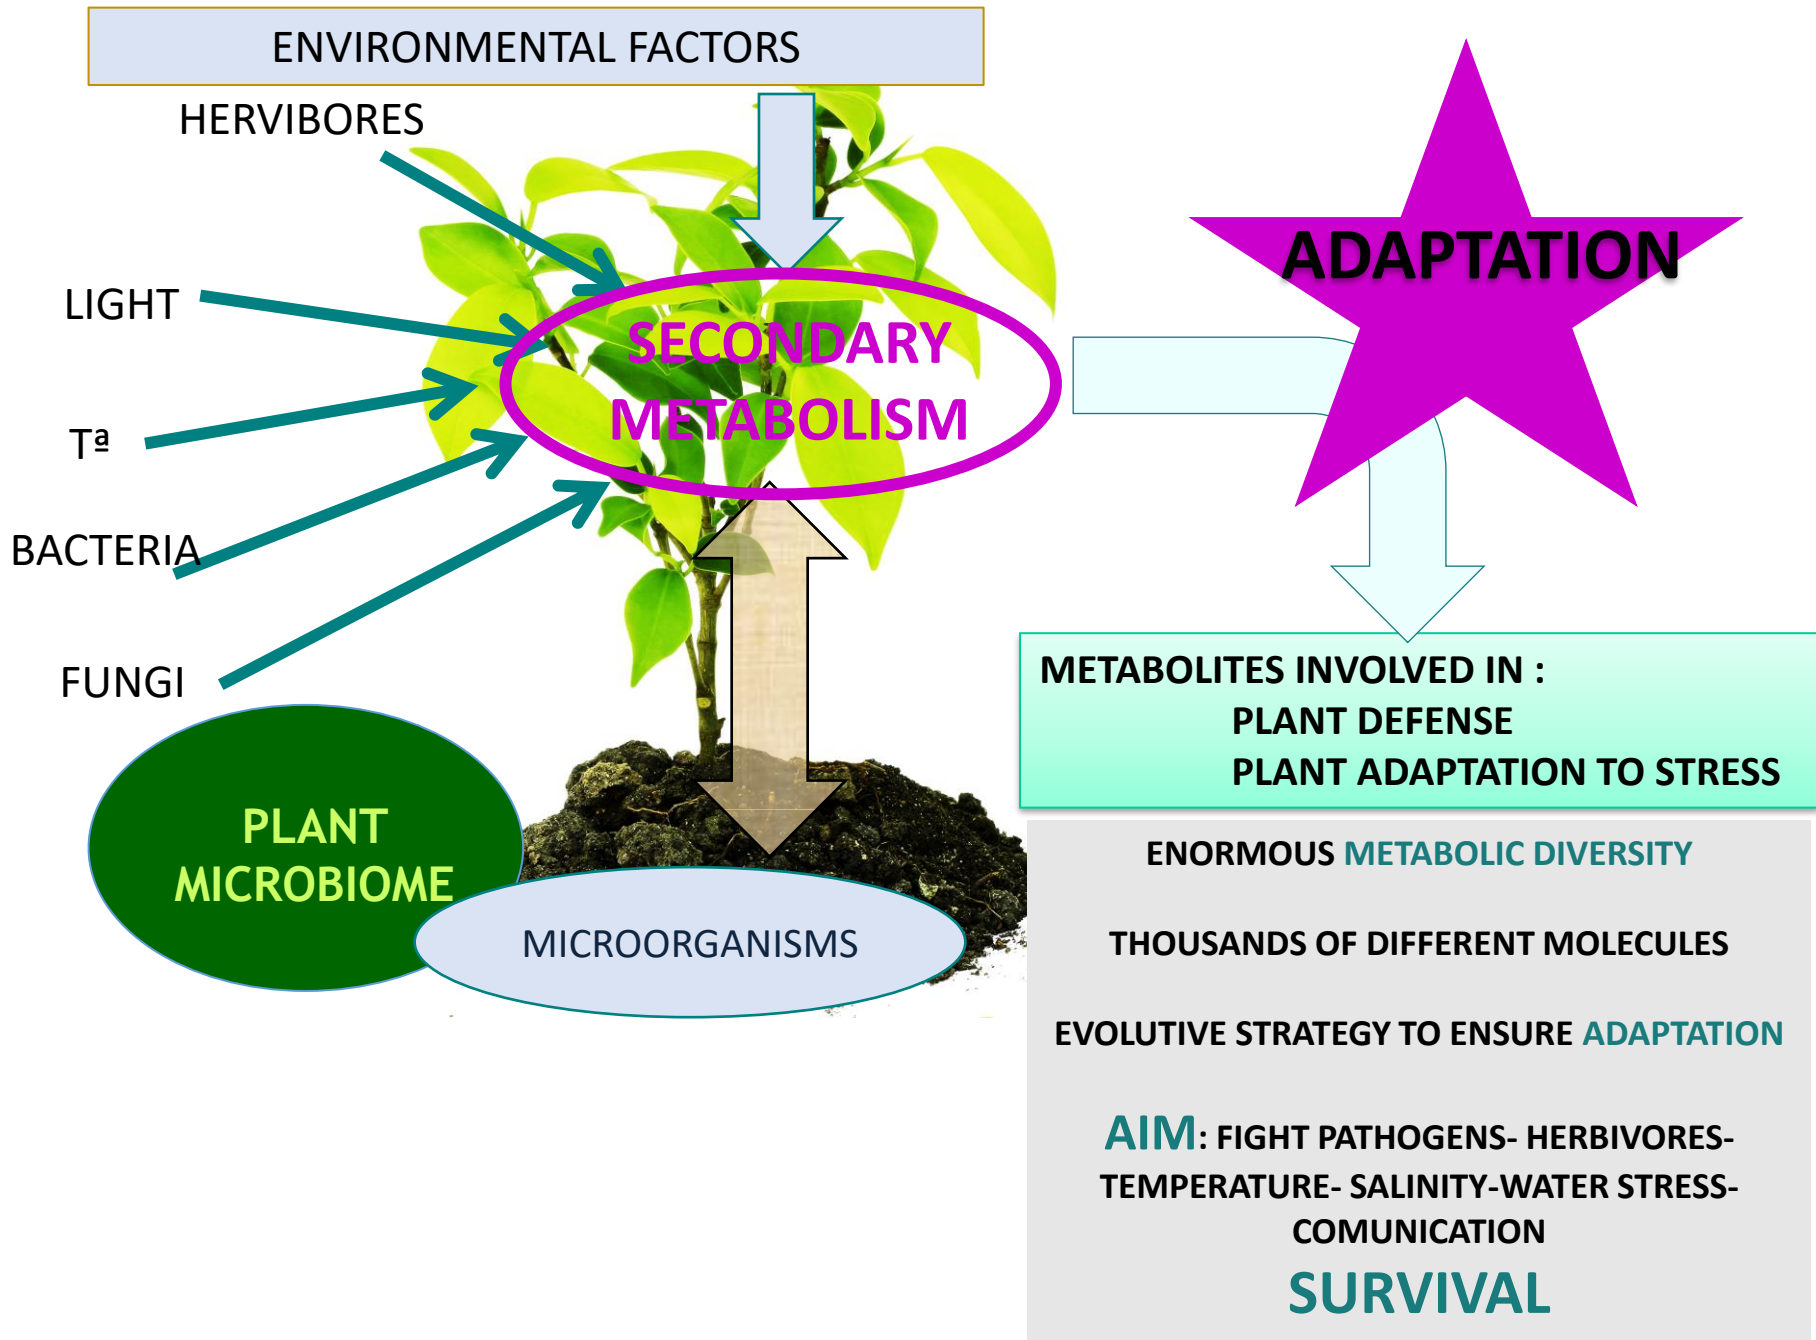 ENVIRONMENTAL FACTORS
HERVIBORES
LIGHT
Tª
BACTERIA
FUNGI
SECONDARY
METABOLISM
PLANT
MICROBIOME
MICROORGANISMS
ADAPTATION
METABOLITES INVOLVED IN :
PLANT DEFENSE
PLANT ADAPTATION TO STRESS
ENORMOUS METABOLIC DIVERSITY
THOUSANDS OF DIFFERENT MOLECULES
EVOLUTIVE STRATEGY TO ENSURE ADAPTATION
AIM: FIGHT PATHOGENS- HERBIVORES-
TEMPERATURE- SALINITY-WATER STRESS-
COMUNICATION
SURVIVAL